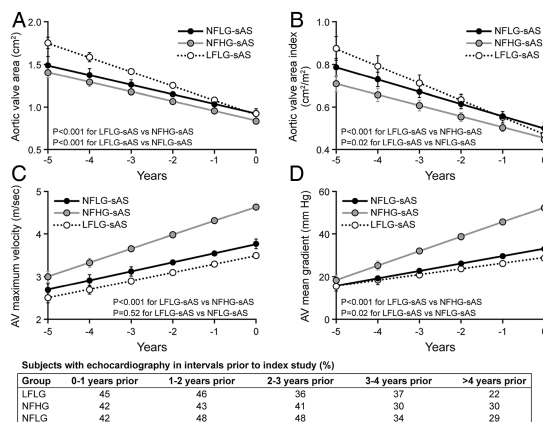 A
Aortic valve area (cm²)
2.0
1.5
1.0
0.5
NFLG-sAS
NFHG-sAS
LFLG-sAS
P<0.001 for LFLG-sAS vs NFHG-sAS
P<0.001 for LFLG-sAS vs NFLG-sAS
-5 -4 -3 -2 -1 0
Years
B
Aortic valve area index
(cm²/m²)
1.0
0.8
0.6
0.4
NFLG-sAS
NFHG-sAS
LFLG-sAS
P<0.001 for LFLG-sAS vs NFHG-sAS
P=0.02 for LFLG-sAS vs NFLG-sAS
-5 -4 -3 -2 -1 0
Years
C
AV maximum velocity (m/sec)
5
4
3
2
NFLG-sAS
NFHG-sAS
LFLG-sAS
P<0.001 for LFLG-sAS vs NFHG-sAS
P=0.52 for LFLG-sAS vs NFLG-sAS
-5 -4 -3 -2 -1 0
Years
D
AV mean gradient (mm Hg)
60
40
20
0
NFLG-sAS
NFHG-sAS
LFLG-sAS
P<0.001 for LFLG-sAS vs NFHG-sAS
P=0.02 for LFLG-sAS vs NFLG-sAS
-5 -4 -3 -2 -1 0
Years
Subjects with echocardiography in intervals prior to index study (%)
Group 0-1 years prior 1-2 years prior 2-3 years prior 3-4 years prior >4 years prior
LFLG 45 46 36 37 22
NFHG 42 43 41 30 30
NFLG 42 48 48 34 29